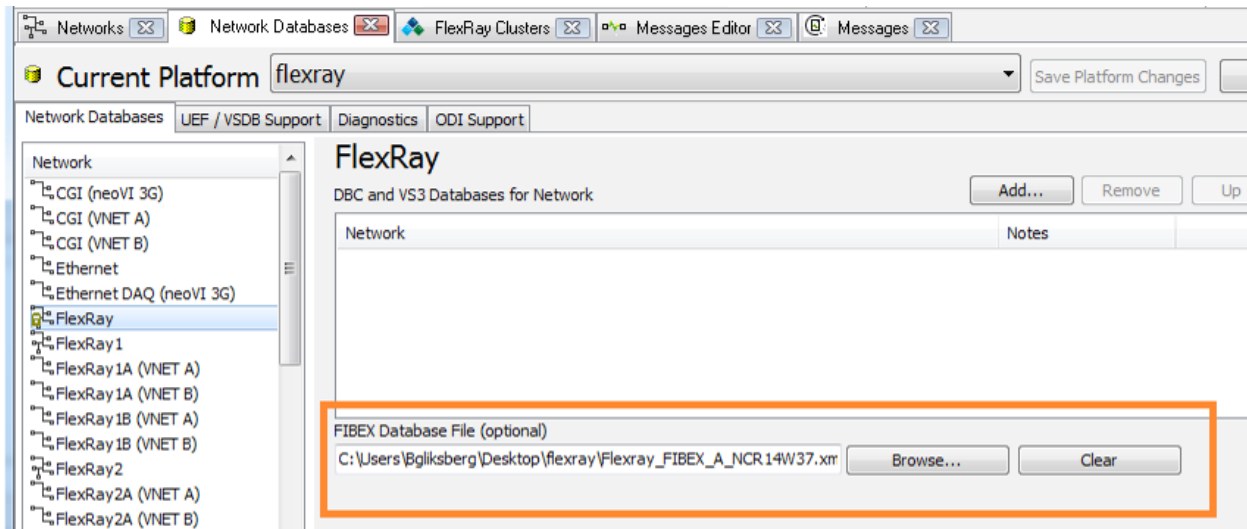 Networks Network Databases FlexRay Clusters Messages Editor Messages
Current Platform flexray Save Platform Changes
Network Databases UEF / VSDB Support Diagnostics ODI Support
Network
CGI (neoVI 3G)
CGI (VNET A)
CGI (VNET B)
Ethernet
Ethernet DAQ (neoVI 3G)
FlexRay
FlexRay1
FlexRay1A (VNET A)
FlexRay1A (VNET B)
FlexRay1B (VNET A)
FlexRay1B (VNET B)
FlexRay2
FlexRay2A (VNET A)
FlexRay2A (VNET B)
FlexRay
DBC and VS3 Databases for Network Add... Remove Up
Network Notes
FIBEX Database File (optional)
C:\Users\Bgliksberg\Desktop\flexray\Flexray_FIBEX_A_NCR14W37.xm Browse... Clear